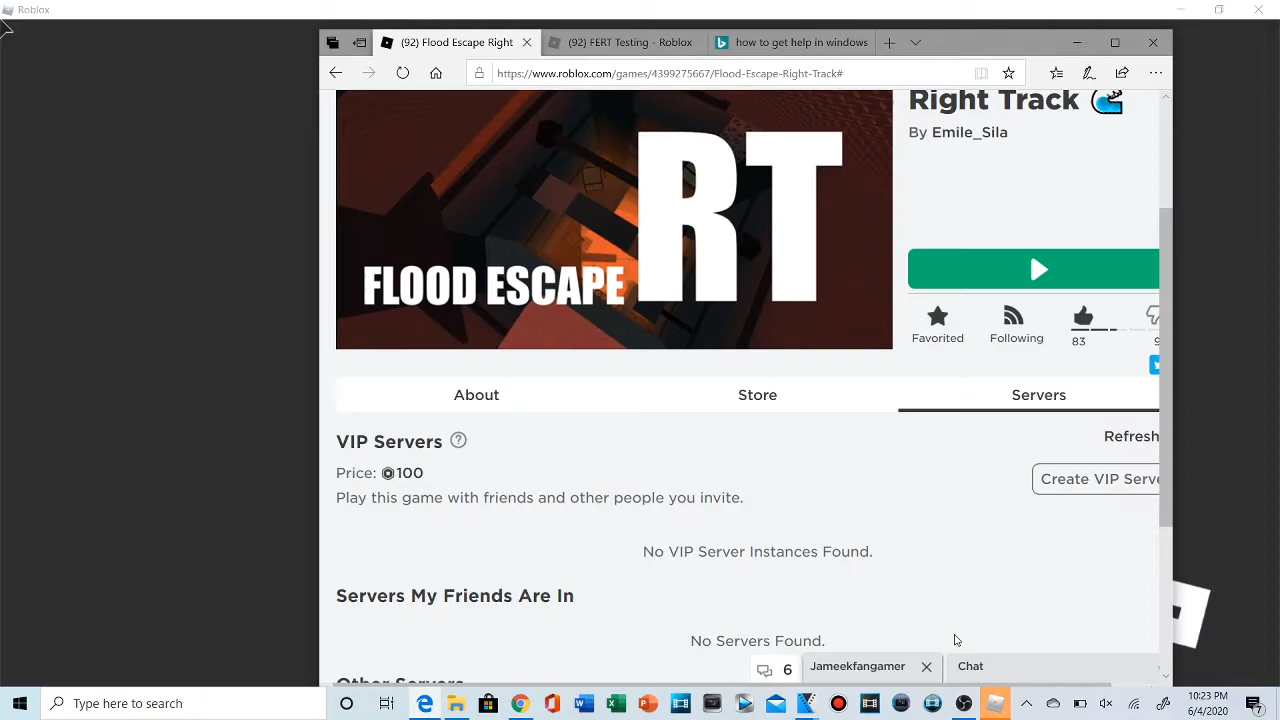 Roblox
(92) Flood Escape Right
(92) FERT Testing - Roblox
how to get help in windows
https://www.roblox.com/games/4399275667/Flood-Escape-Right-Track#
Right Track
By Emile_Sila
FLOOD ESCAPE RT
Favorited
Following
83
9
About
Store
Servers
VIP Servers ?
Refresh
Price: 100
Create VIP Serve
Play this game with friends and other people you invite.
No VIP Server Instances Found.
Servers My Friends Are In
No Servers Found.
Other Servers
6
Jameekfangamer
Chat
Type here to search
10:23 PM
6/4/2020
7